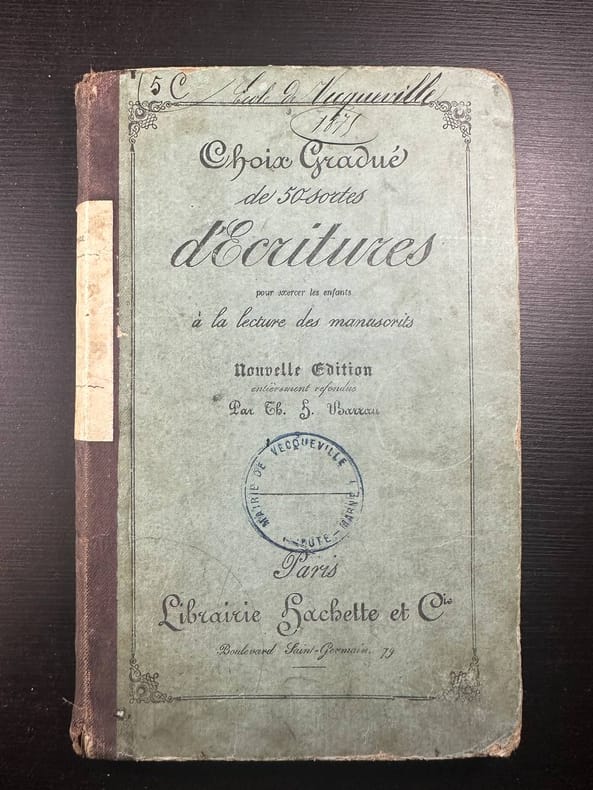 5 C École de Vecqueville
1871
Choix Gradué
de 50 sortes
d'Ecritures
pour exercer les enfants
à la lecture des manuscrits
Nouvelle Edition
entièrement refondue
Par Th. H. Barrau
MAIRIE DE VECQUEVILLE
HAUTE-MARNE
Paris
Librairie Hachette et Cie
Boulevard Saint-Germain, 79